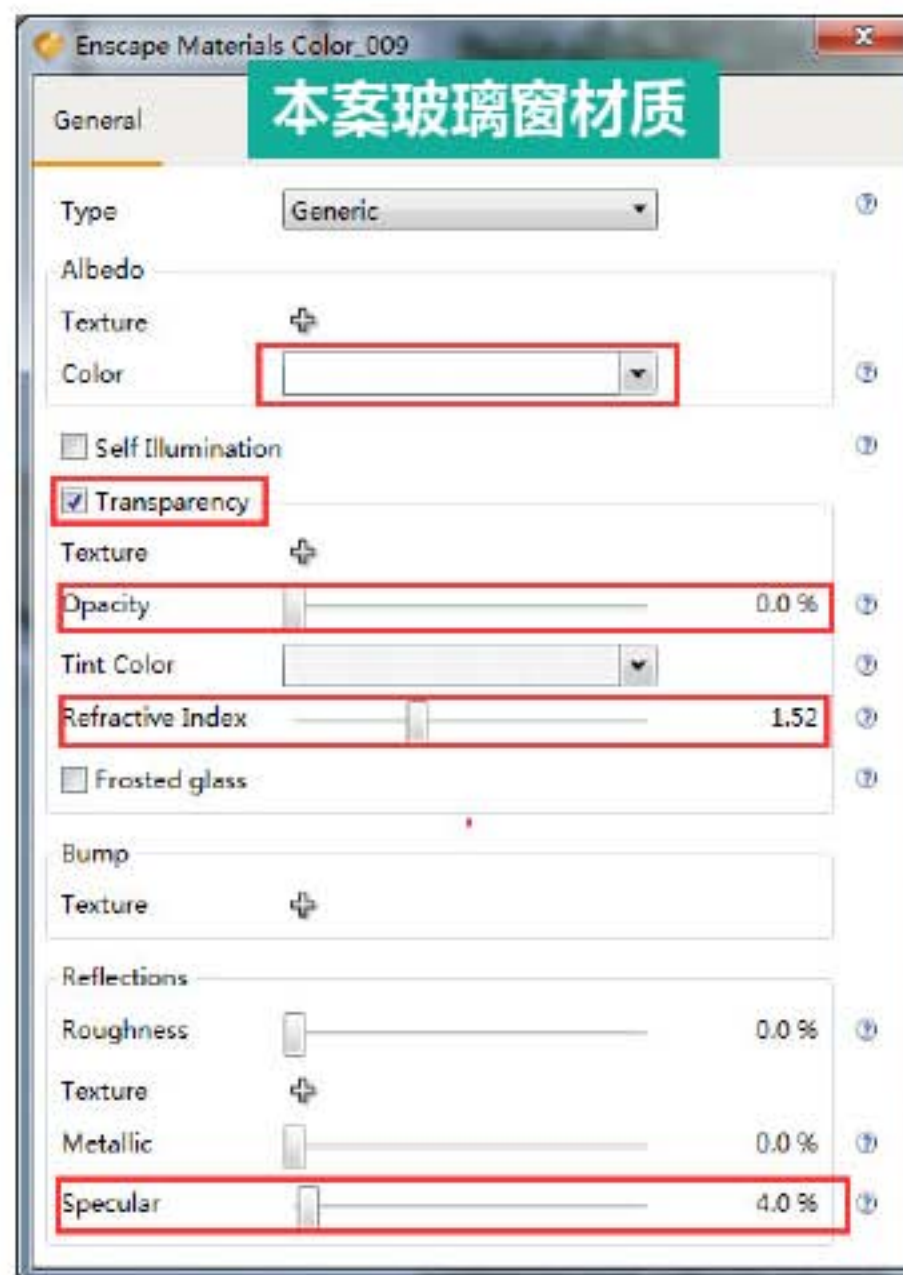 Enscape Materials Color_009
本案玻璃窗材质
General
Type Generic
Albedo
Texture
Color
Self Illumination
Transparency
Texture
Opacity 0.0 %
Tint Color
Refractive Index 1.52
Frosted glass
Bump
Texture
Reflections
Roughness 0.0 %
Texture
Metallic 0.0 %
Specular 4.0 %